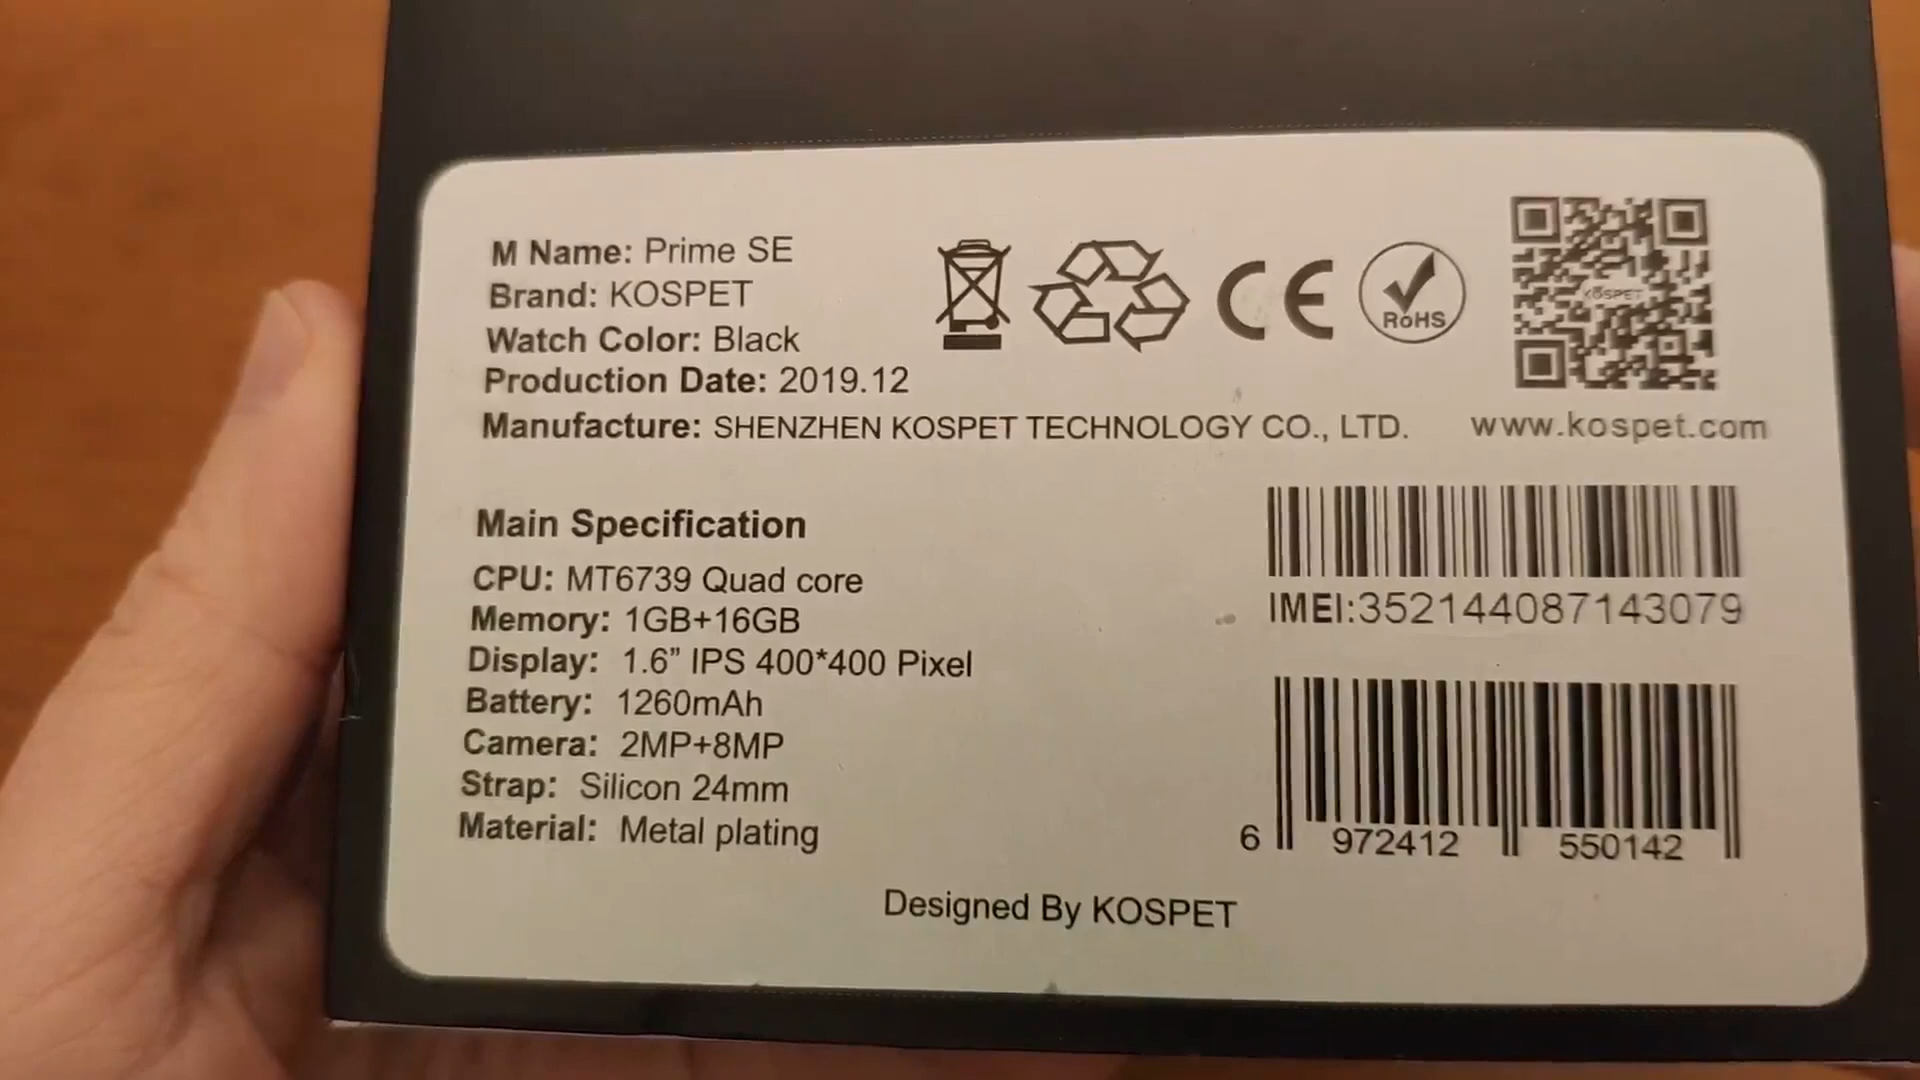 M Name: Prime SE
Brand: KOSPET
Watch Color: Black
Production Date: 2019.12
Manufacture: SHENZHEN KOSPET TECHNOLOGY CO., LTD.
CE
RoHS
KOSPET
www.kospet.com
Main Specification
CPU: MT6739 Quad core
Memory: 1GB+16GB
Display: 1.6” IPS 400*400 Pixel
Battery: 1260mAh
Camera: 2MP+8MP
Strap: Silicon 24mm
Material: Metal plating
IMEI:352144087143079
6 972412 550142
Designed By KOSPET